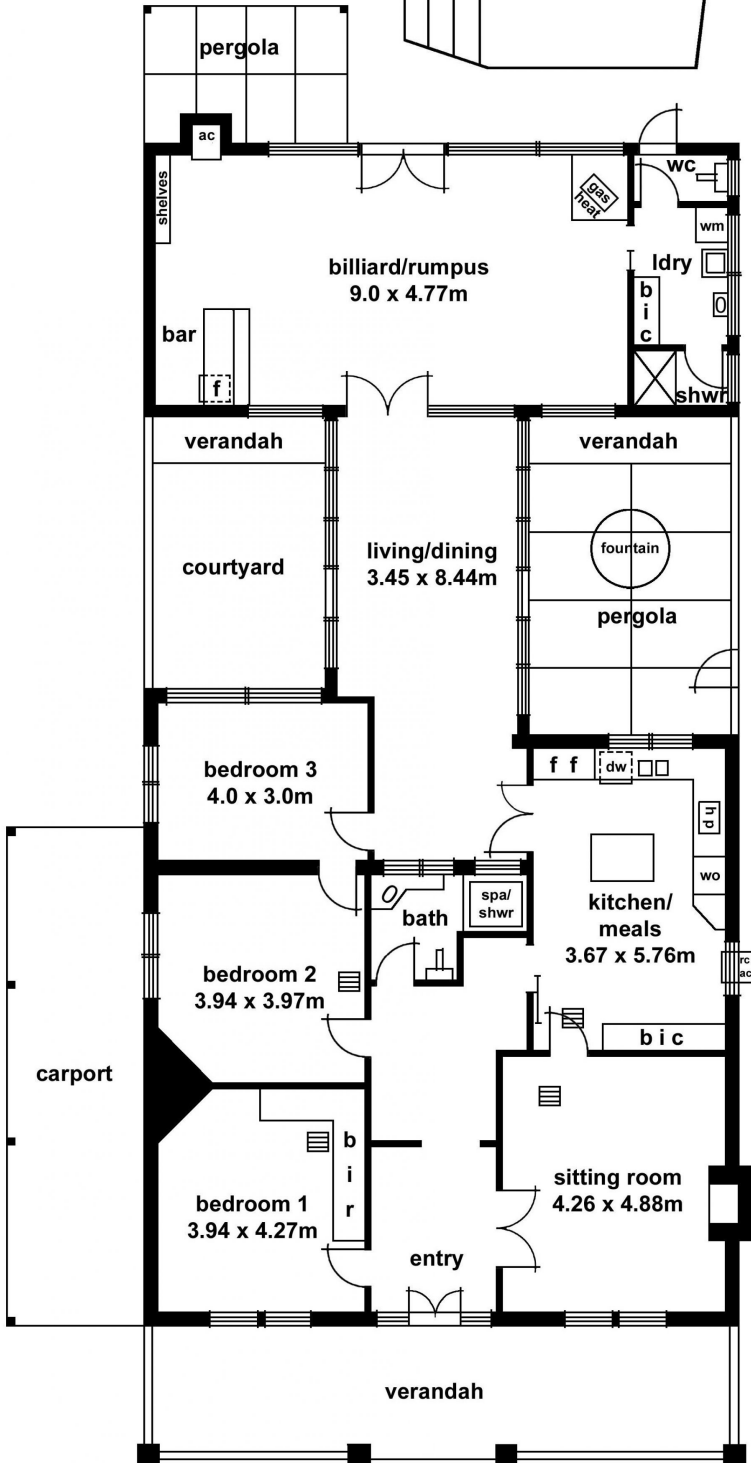 pergola
ac
shelves
gas
heat
wc
wm
billiard/rumpus
9.0 x 4.77m
ldry
b
i
c
bar
f
shwr
verandah
verandah
courtyard
living/dining
3.45 x 8.44m
fountain
pergola
bedroom 3
4.0 x 3.0m
f f
dw
hp
wo
kitchen/
meals
3.67 x 5.76m
spa/
shwr
bath
rc
ac
bedroom 2
3.94 x 3.97m
b i c
carport
b
i
r
bedroom 1
3.94 x 4.27m
sitting room
4.26 x 4.88m
entry
verandah